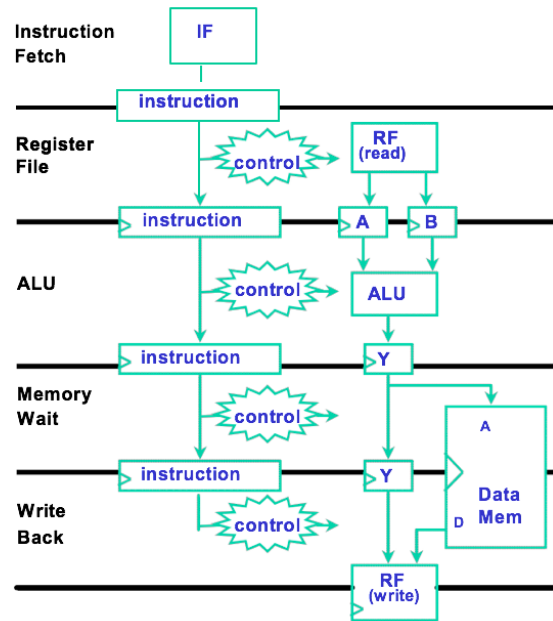 Instruction
Fetch
IF
instruction
Register
File
control
RF
(read)
instruction
A
B
ALU
control
ALU
instruction
Y
Memory
Wait
control
A
instruction
Y
Data
Mem
Write
Back
control
D
RF
(write)